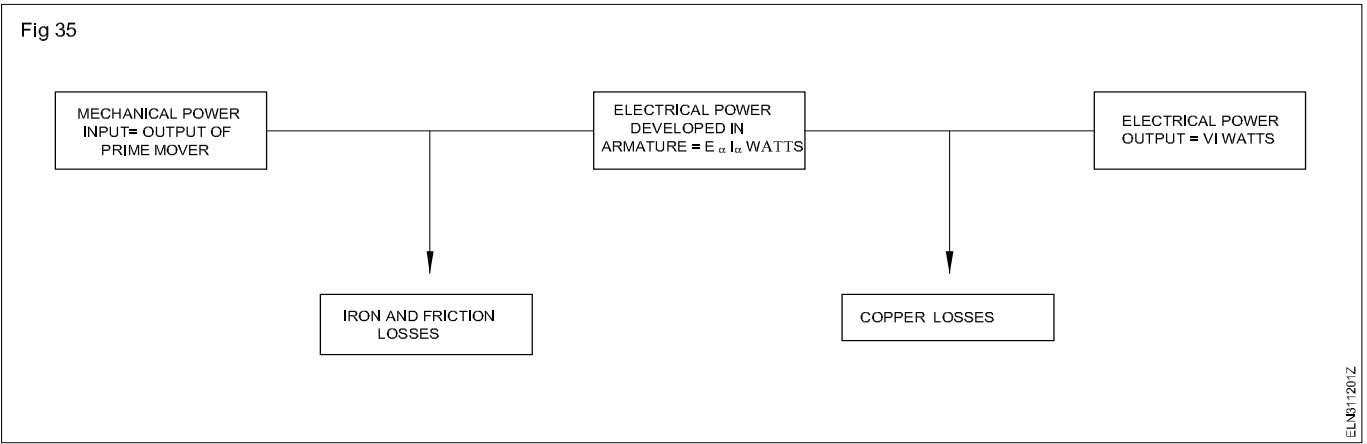 Fig 35
MECHANICAL POWER
INPUT= OUTPUT OF
PRIME MOVER
ELECTRICAL POWER
DEVELOPED IN
ARMATURE = E α Iα WATTS
ELECTRICAL POWER
OUTPUT = VI WATTS
IRON AND FRICTION
LOSSES
COPPER LOSSES
ELN311201Z